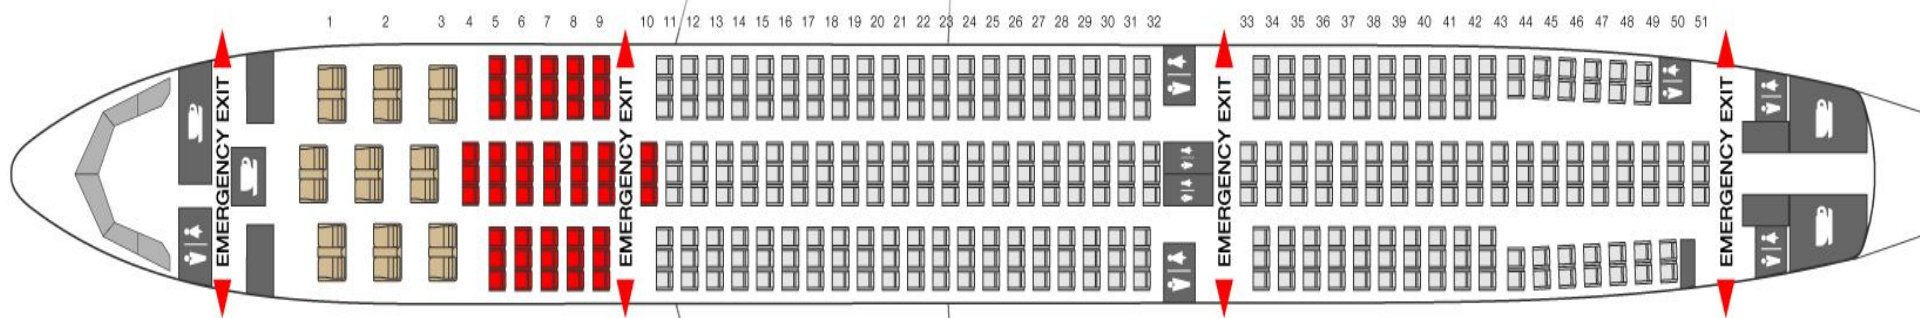 1 2 3 4 5 6 7 8 9 10 11 12 13 14 15 16 17 18 19 20 21 22 23 24 25 26 27 28 29 30 31 32 33 34 35 36 37 38 39 40 41 42 43 44 45 46 47 48 49 50 51
EMERGENCY EXIT
EMERGENCY EXIT
EMERGENCY EXIT
EMERGENCY EXIT